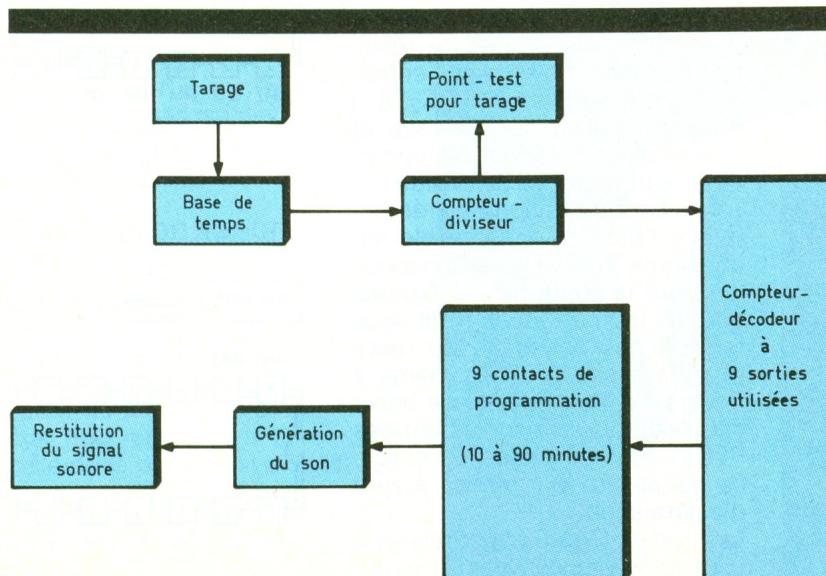 Tarage
Point - test
pour tarage
Base de
temps
Compteur -
diviseur
Compteur-
décodeur
à
9 sorties
utilisées
9 contacts de
programmation
(10 à 90 minutes)
Génération
du son
Restitution
du signal
sonore